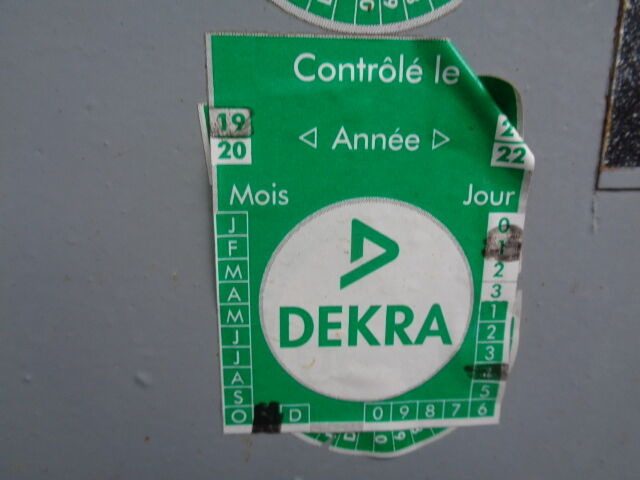 Contrôlé le
19 Année 2
20 22
Mois Jour
J 0
F 1
M 2
A 3
M 1
J 2
J 3
A
S 5
O D 0 9 8 7 6
DEKRA